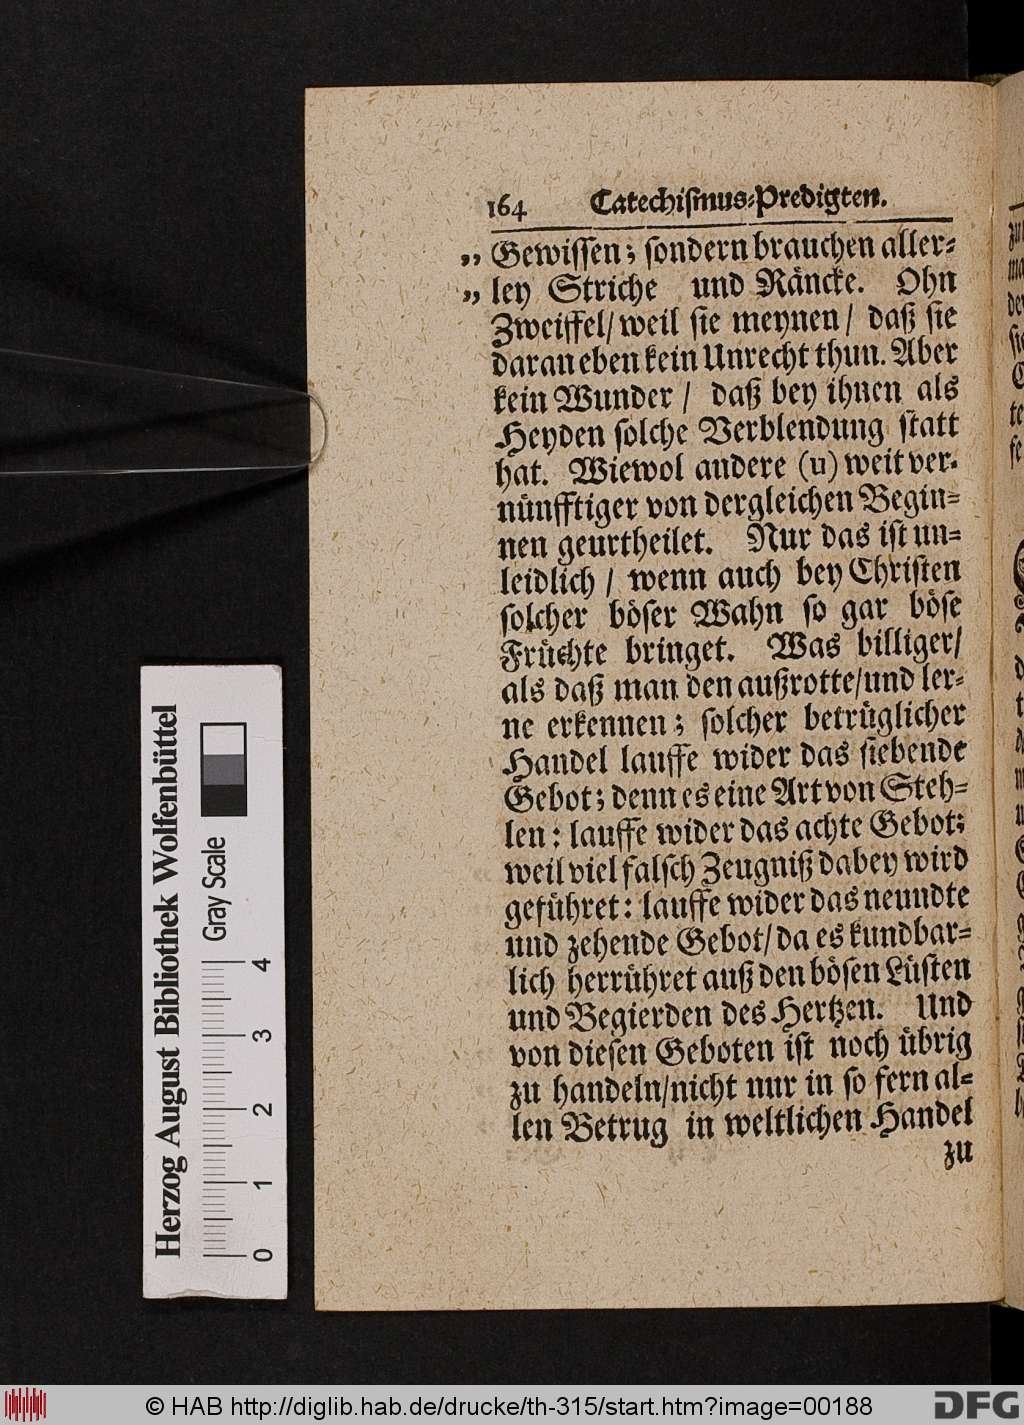 164 Catechiſmus-Predigten.
„ Gewiſſen; ſondern brauchen aller-
„ ley Striche und Räncke. Ohn
Zweiffel/ weil ſie meynen / daß ſie
daran eben kein Unrecht thun. Aber
kein Wunder / daß bey ihnen als
Heyden ſolche Verblendung ſtatt
hat. Wiewol andere (u) weit ver-
nünfftiger von dergleichen Begin-
nen geurtheilet. Nur das iſt un-
leidlich / wenn auch bey Chriſten
ſolcher böſer Wahn ſo gar böſe
Früchte bringet. Was billiger/
als daß man den außrotte/und ler-
ne erkennen; ſolcher betrüglicher
Handel lauffe wider das ſiebende
Gebot; denn es eine Art von Steh-
len: lauffe wider das achte Gebot;
weil viel falſch Zeugniß dabey wird
geführet: lauffe wider das neundte
und zehende Gebot/ da es kundbar-
lich herrühret auß den böſen Lüſten
und Begierden des Hertzen. Und
von dieſen Geboten iſt noch übrig
zu handeln/nicht nur in ſo fern al-
len Betrug in weltlichen Handel
zu
Herzog August Bibliothek Wolfenbüttel
Gray Scale
0 1 2 3 4
© HAB http://diglib.hab.de/drucke/th-315/start.htm?image=00188
DFG